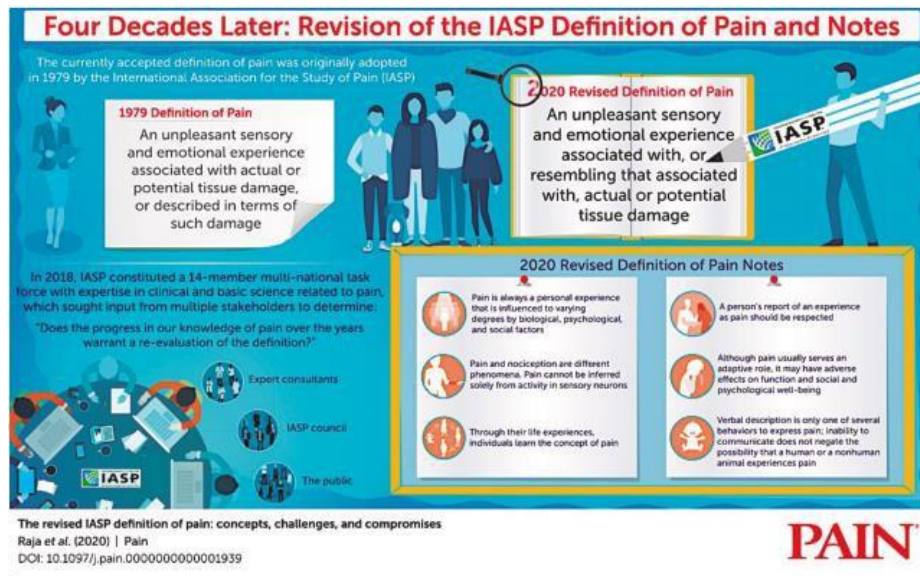 Four Decades Later: Revision of the IASP Definition of Pain and Notes
The currently accepted definition of pain was originally adopted
in 1979 by the International Association for the Study of Pain (IASP)
1979 Definition of Pain
An unpleasant sensory
and emotional experience
associated with actual or
potential tissue damage,
or described in terms of
such damage
2020 Revised Definition of Pain
An unpleasant sensory
and emotional experience
associated with, or
resembling that associated
with, actual or potential
tissue damage
IASP
In 2018, IASP constituted a 14-member multi-national task
force with expertise in clinical and basic science related to pain,
which sought input from multiple stakeholders to determine:
"Does the progress in our knowledge of pain over the years
warrant a re-evaluation of the definition?"
Expert consultants
IASP council
The public
IASP
2020 Revised Definition of Pain Notes
Pain is always a personal experience
that is influenced to varying
degrees by biological, psychological,
and social factors
Pain and nociception are different
phenomena. Pain cannot be inferred
solely from activity in sensory neurons
Through their life experiences,
individuals learn the concept of pain
A person's report of an experience
as pain should be respected
Although pain usually serves an
adaptive role, it may have adverse
effects on function and social and
psychological well-being
Verbal description is only one of several
behaviors to express pain; inability to
communicate does not negate the
possibility that a human or a nonhuman
animal experiences pain
The revised IASP definition of pain: concepts, challenges, and compromises
Raja et al. (2020) | Pain
DOI: 10.1097/j.pain.0000000000001939
PAIN